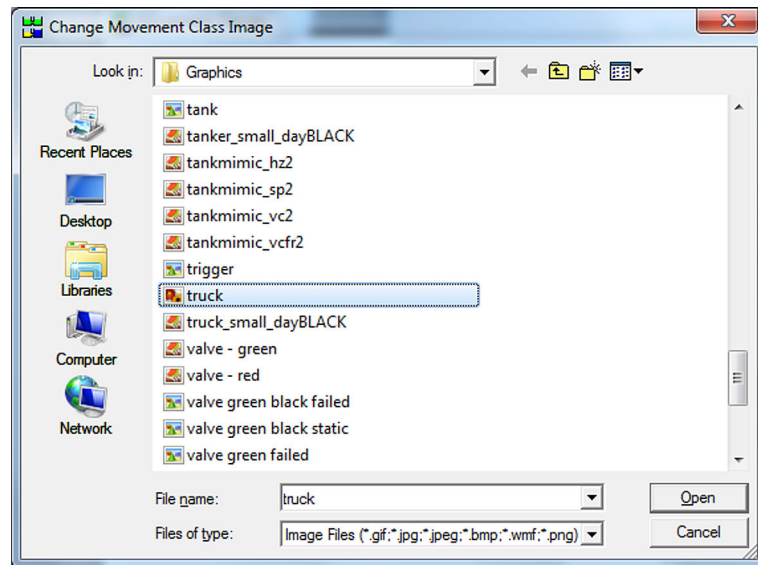 Change Movement Class Image
Look in:
Graphics
Recent Places
Desktop
Libraries
Computer
Network
tank
tanker_small_dayBLACK
tankmimic_hz2
tankmimic_sp2
tankmimic_vc2
tankmimic_vcfr2
trigger
truck
truck_small_dayBLACK
valve - green
valve - red
valve green black failed
valve green black static
valve green failed
File name:
truck
Open
Files of type:
Image Files (*.gif;*.jpg;*.jpeg;*.bmp;*.wmf;*.png)
Cancel